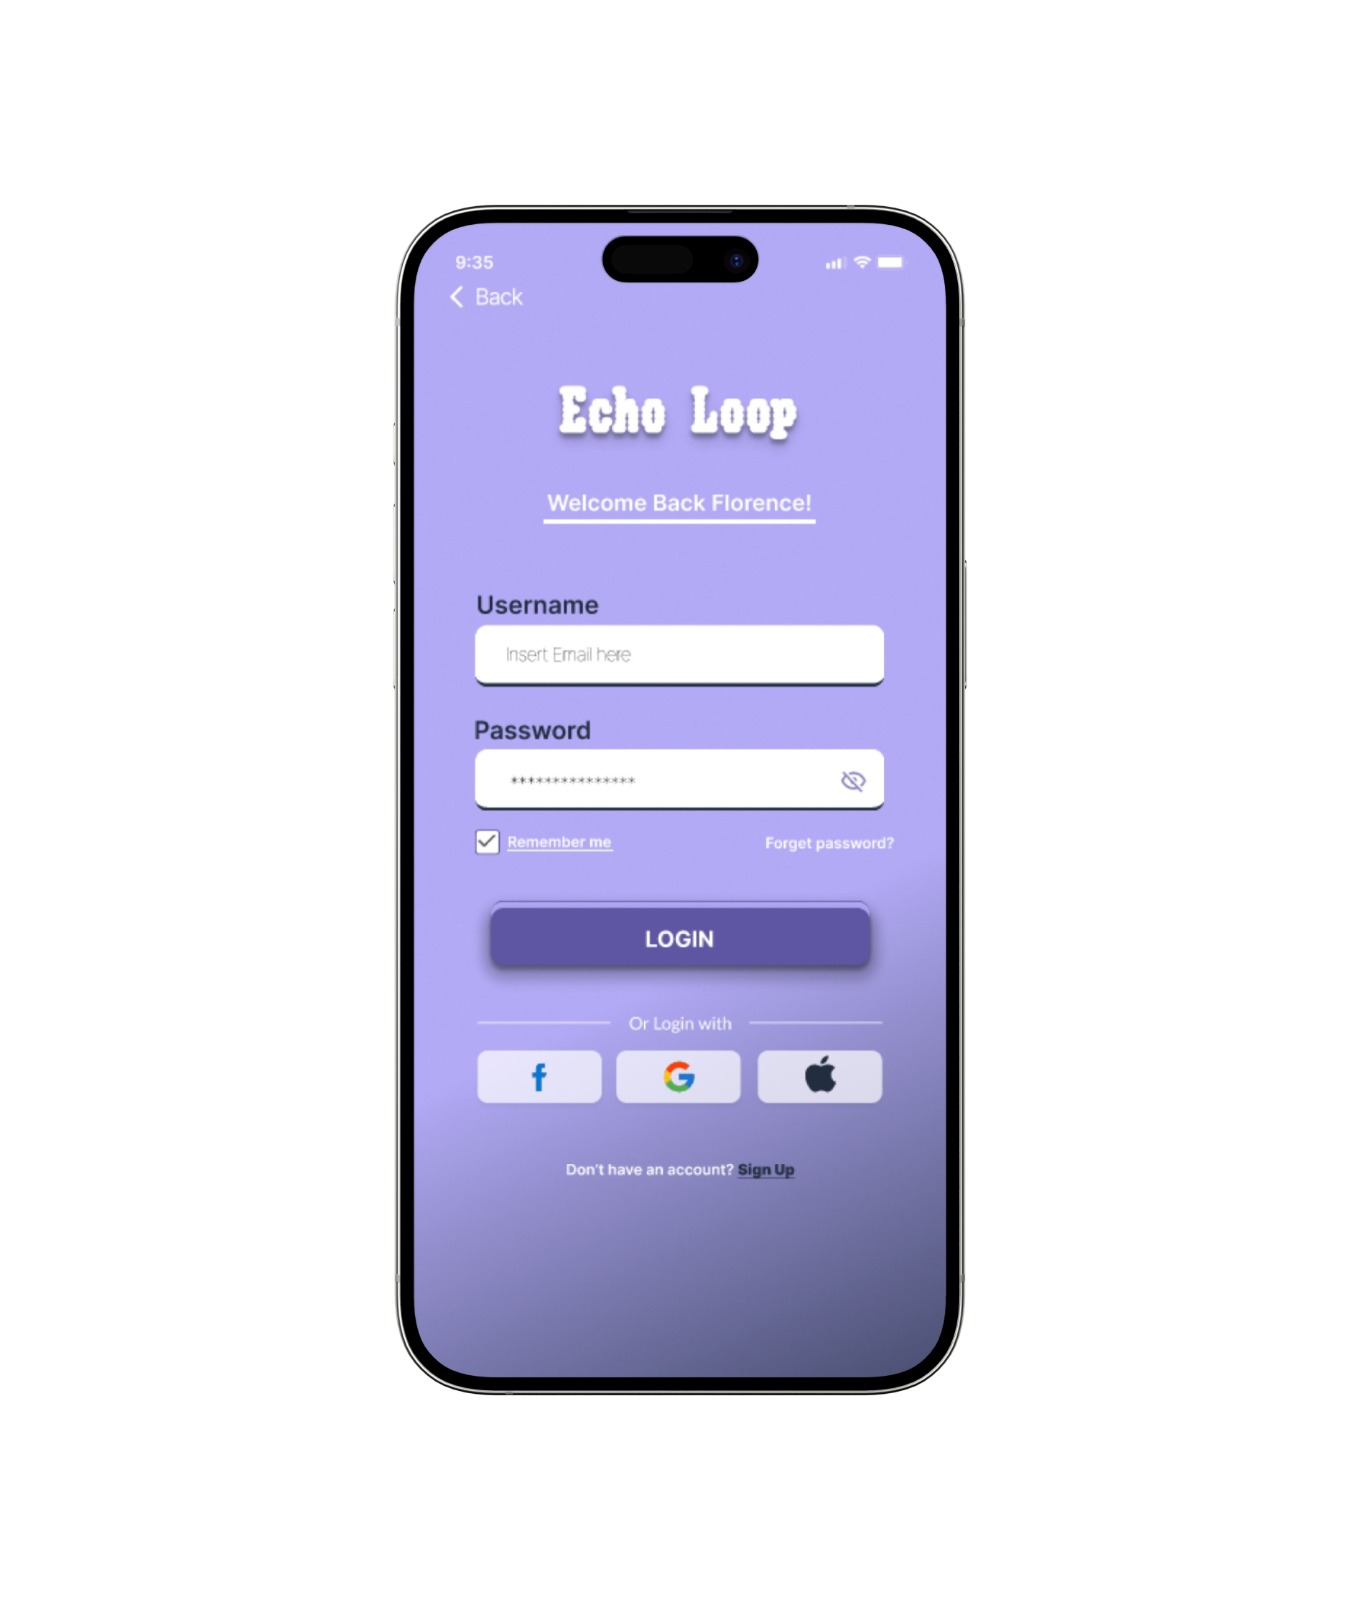 9:35
Back
Echo Loop
Welcome Back Florence!
Username
Insert Email here
Password
***************
Remember me
Forget password?
LOGIN
Or Login with
Don't have an account? Sign Up